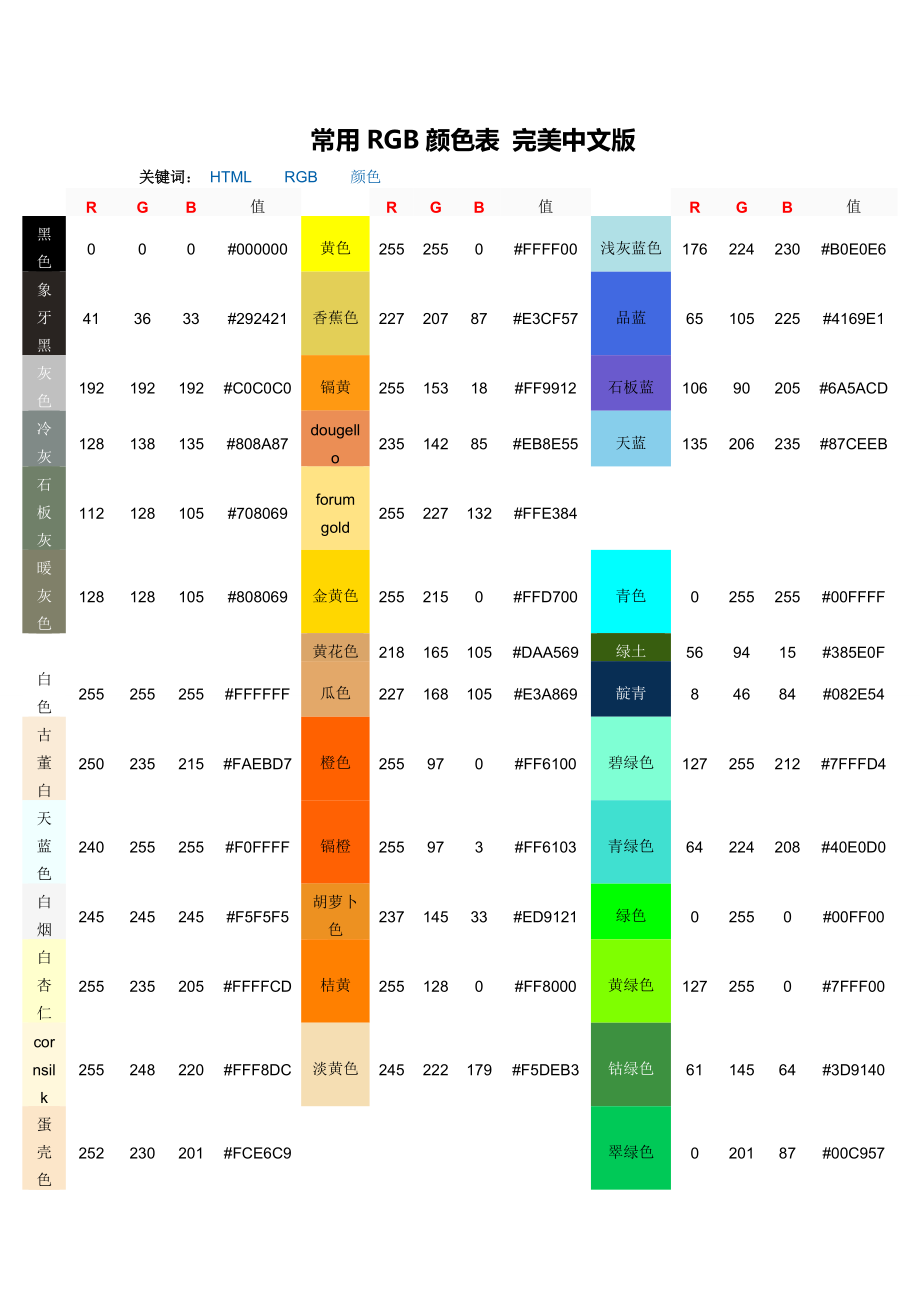 常用 RGB 颜色表 完美中文版
关键词： HTML RGB 颜色
R G B 值 R G B 值 R G B 值
黑色 0 0 0 #000000 黄色 255 255 0 #FFFF00 浅灰蓝色 176 224 230 #B0E0E6
象牙黑 41 36 33 #292421 香蕉色 227 207 87 #E3CF57 品蓝 65 105 225 #4169E1
灰色 192 192 192 #C0C0C0 镉黄 255 153 18 #FF9912 石板蓝 106 90 205 #6A5ACD
冷灰 128 138 135 #808A87 dougello 235 142 85 #EB8E55 天蓝 135 206 235 #87CEEB
石板灰 112 128 105 #708069 forum gold 255 227 132 #FFE384
暖灰色 128 128 105 #808069 金黄色 255 215 0 #FFD700 青色 0 255 255 #00FFFF
黄花色 218 165 105 #DAA569 绿土 56 94 15 #385E0F
白色 255 255 255 #FFFFFF 瓜色 227 168 105 #E3A869 靛青 8 46 84 #082E54
古董白 250 235 215 #FAEBD7 橙色 255 97 0 #FF6100 碧绿色 127 255 212 #7FFFD4
天蓝色 240 255 255 #F0FFFF 镉橙 255 97 3 #FF6103 青绿色 64 224 208 #40E0D0
白烟 245 245 245 #F5F5F5 胡萝卜色 237 145 33 #ED9121 绿色 0 255 0 #00FF00
白杏仁 255 235 205 #FFFFCD 桔黄 255 128 0 #FF8000 黄绿色 127 255 0 #7FFF00
cornsilk 255 248 220 #FFF8DC 淡黄色 245 222 179 #F5DEB3 钴绿色 61 145 64 #3D9140
蛋壳色 252 230 201 #FCE6C9 翠绿色 0 201 87 #00C957